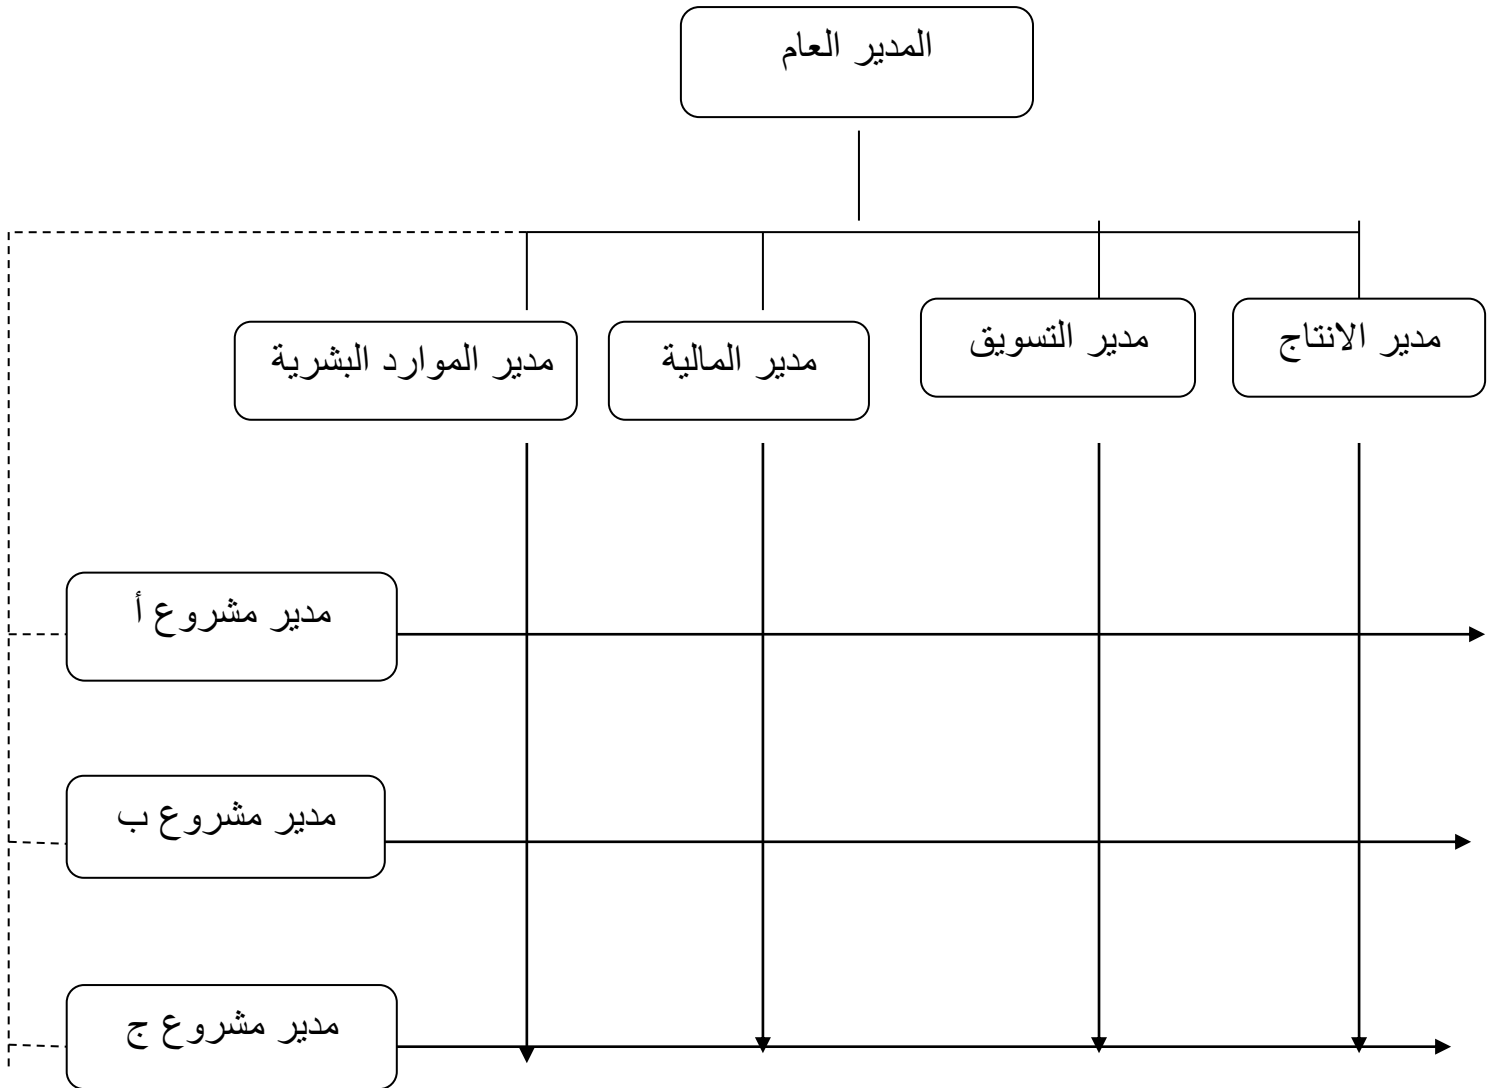 المدير العام
مدير الانتاج
مدير التسويق
مدير المالية
مدير الموارد البشرية
مدير مشروع أ
مدير مشروع ب
مدير مشروع ج